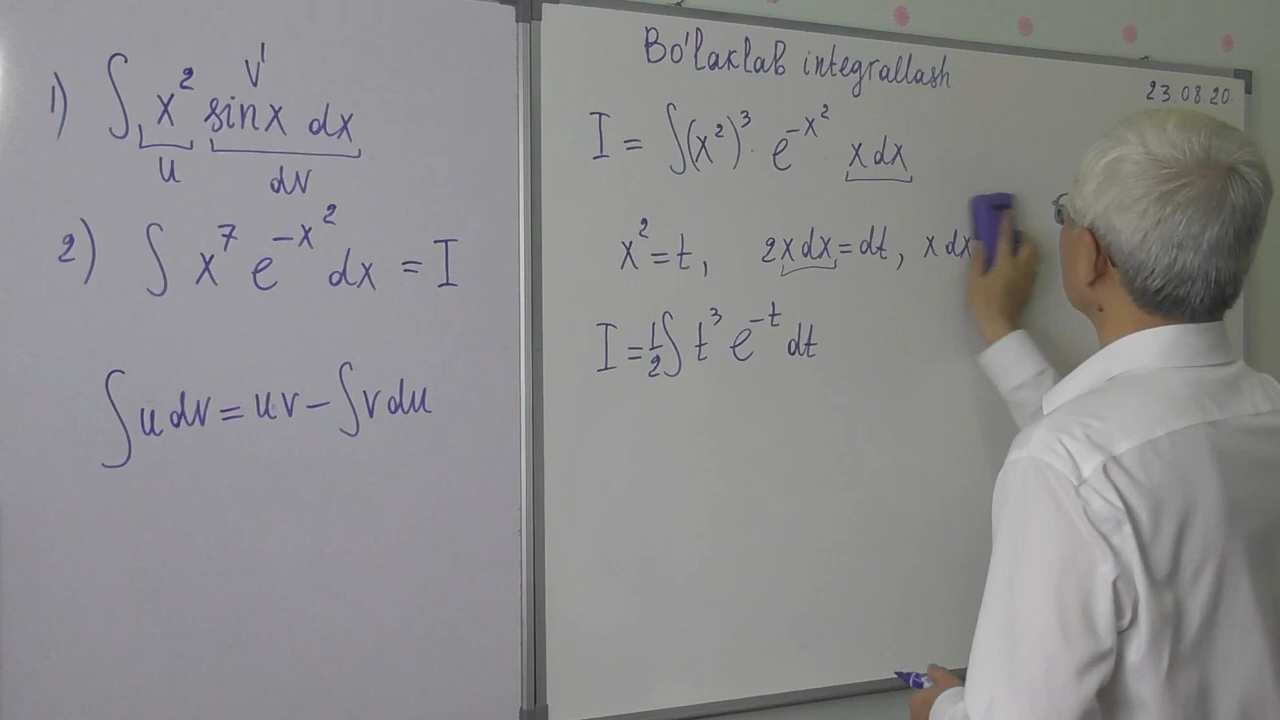 1) ∫ x² sinx dx
v'
u dv
2) ∫ x⁷ e^{-x²} dx = I
∫ u dv = uv - ∫ v du
Bo'laklab integrallash
23.08.20
I = ∫(x²)³ · e^{-x²} · x dx
x² = t, 2x dx = dt, x dx
I = ½ ∫ t³ e^{-t} dt